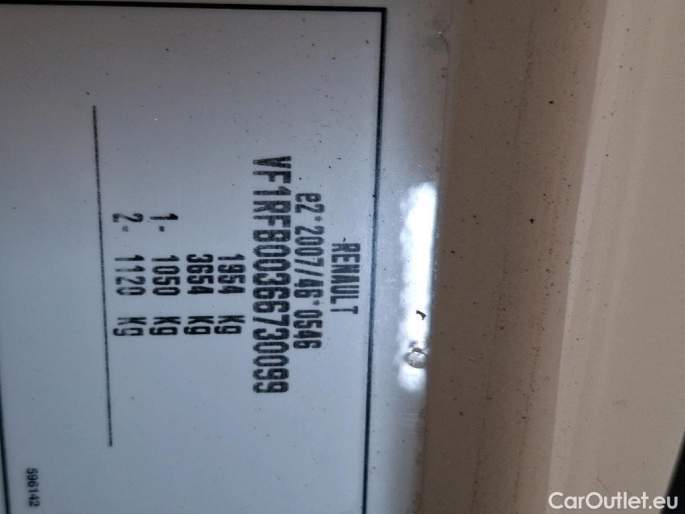 RENAULT
e2*2007/46*0546
VF1RFB00366730099
1954 Kg
3654 Kg
1- 1050 Kg
2- 1120 Kg
596142
CarOutlet.eu